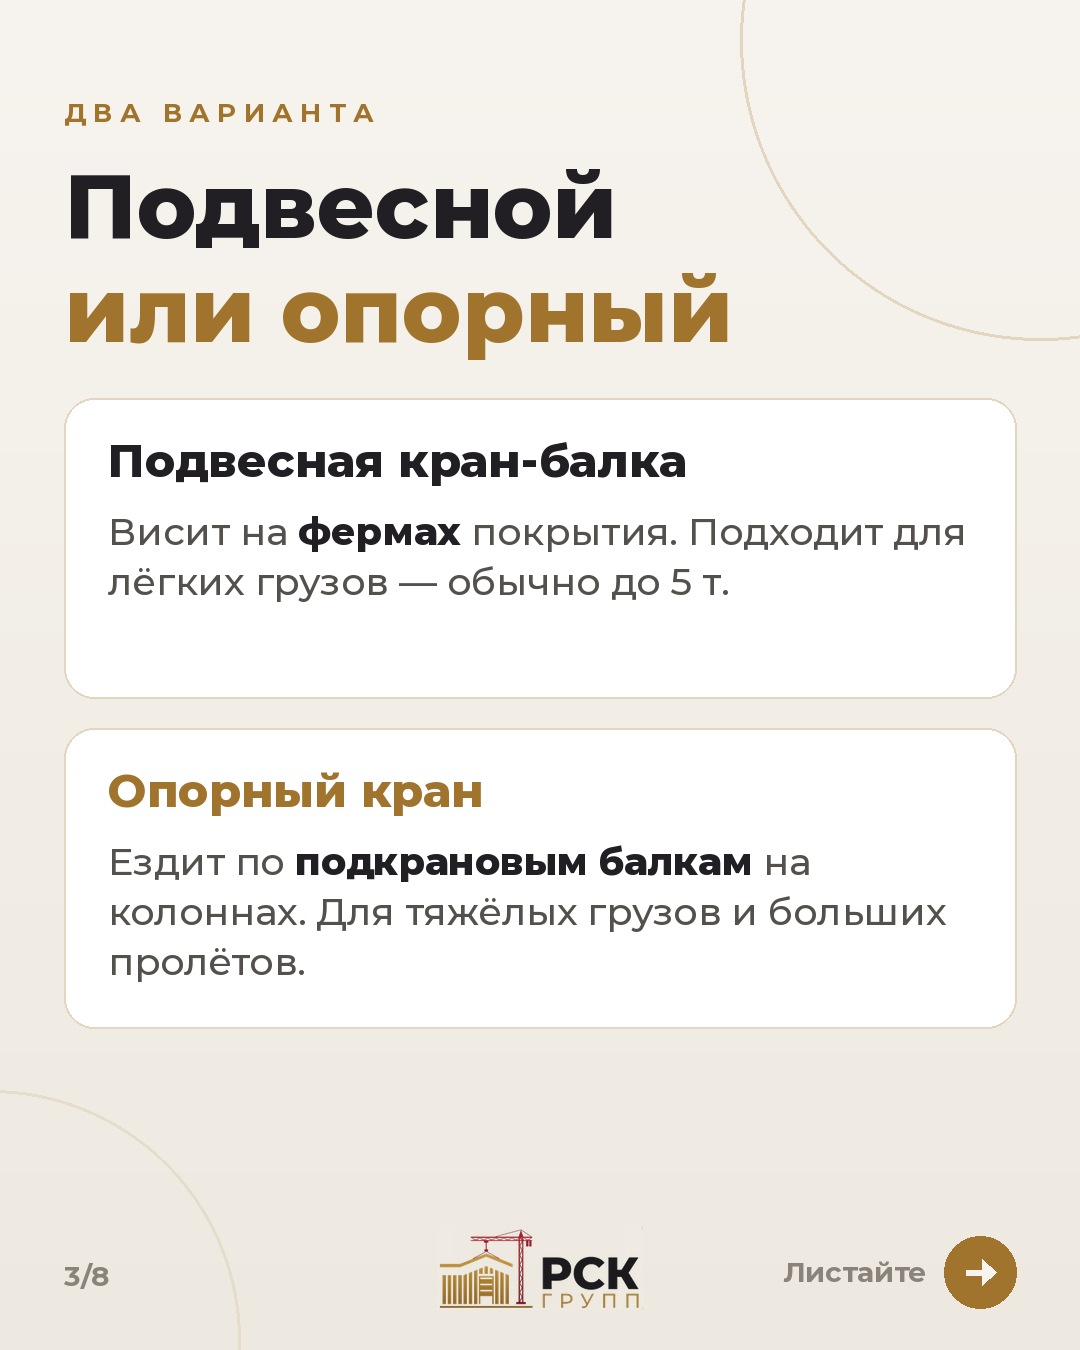 ДВА ВАРИАНТА
Подвесной
или опорный
Подвесная кран-балка
Висит на фермах покрытия. Подходит для
лёгких грузов — обычно до 5 т.
Опорный кран
Ездит по подкрановым балкам на
колоннах. Для тяжёлых грузов и больших
пролётов.
3/8
РСК
ГРУПП
Листайте